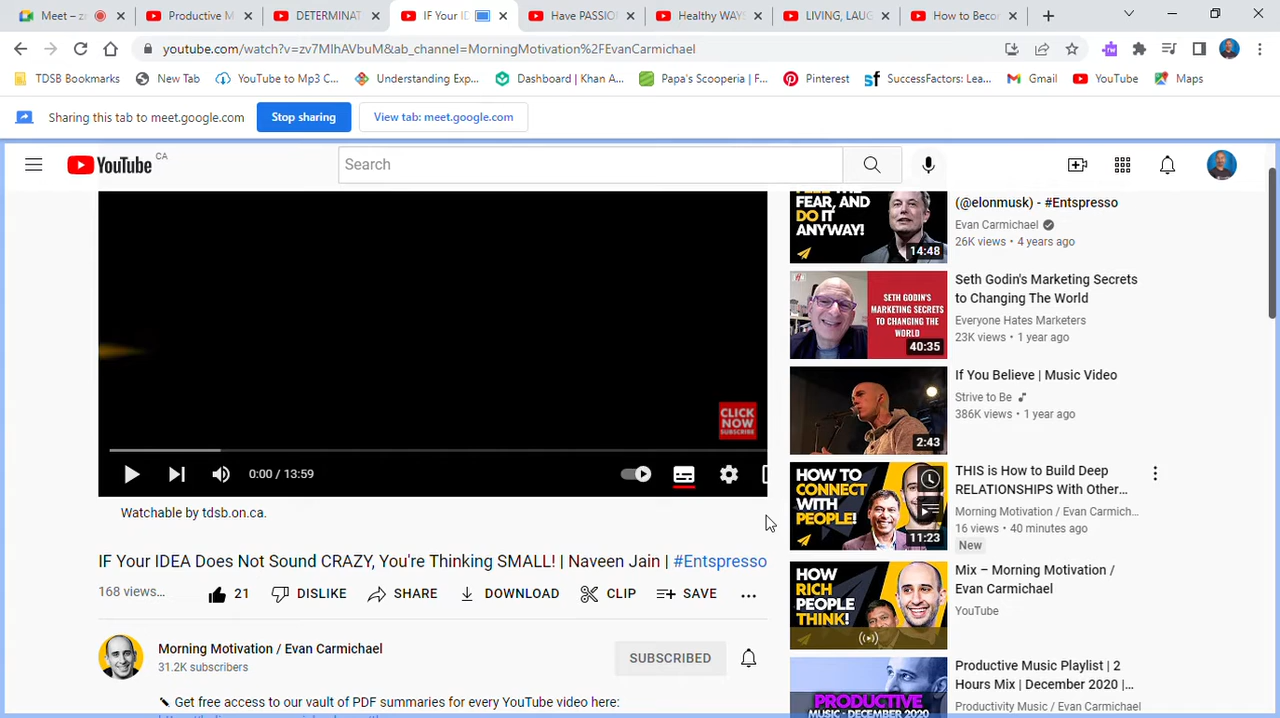 Meet – z
Productive M
DETERMINAT
IF Your ID
Have PASSIO
Healthy WAYS
LIVING, LAUG
How to Becor
youtube.com/watch?v=zv7MlhAVbuM&ab_channel=MorningMotivation%2FEvanCarmichael
TDSB Bookmarks
New Tab
YouTube to Mp3 C...
Understanding Exp...
Dashboard | Khan A...
Papa's Scooperia | F...
Pinterest
SuccessFactors: Lea...
Gmail
YouTube
Maps
Sharing this tab to meet.google.com
Stop sharing
View tab: meet.google.com
YouTube CA
Search
CLICK
NOW
SUBSCRIBE
0:00 / 13:59
Watchable by tdsb.on.ca.
IF Your IDEA Does Not Sound CRAZY, You're Thinking SMALL! | Naveen Jain | #Entspresso
168 views...
21
DISLIKE
SHARE
DOWNLOAD
CLIP
SAVE
Morning Motivation / Evan Carmichael
31.2K subscribers
SUBSCRIBED
access to our vault of PDF summaries for every YouTube video here:
FEAR, AND
DO IT
ANYWAY!
14:48
(@elonmusk) - #Entspresso
Evan Carmichael
26K views • 4 years ago
SETH GODIN'S
MARKETING SECRETS
TO CHANGING THE
WORLD
40:35
Seth Godin's Marketing Secrets
to Changing The World
Everyone Hates Marketers
23K views • 1 year ago
2:43
If You Believe | Music Video
Strive to Be
386K views • 1 year ago
HOW TO
CONNECT
WITH
PEOPLE!
11:23
THIS is How to Build Deep
RELATIONSHIPS With Other...
Morning Motivation / Evan Carmich...
16 views • 40 minutes ago
New
HOW
RICH
PEOPLE
THINK!
Mix – Morning Motivation /
Evan Carmichael
YouTube
PRODUCTIVE
MUSIC - DECEMBER 2020
Productive Music Playlist | 2
Hours Mix | December 2020 |...
Productivity Music / Evan Carmichael